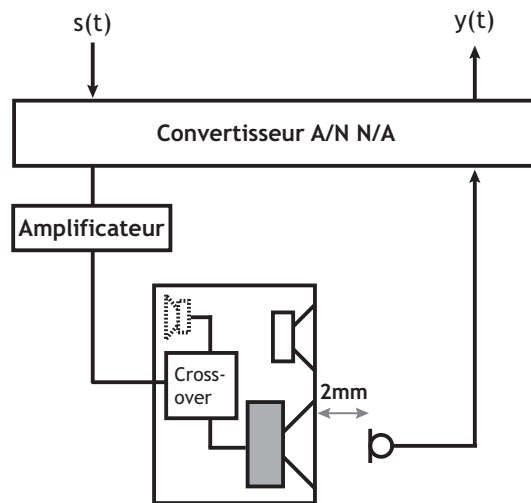 s(t)
y(t)
Convertisseur A/N N/A
Amplificateur
Cross-
over
2mm